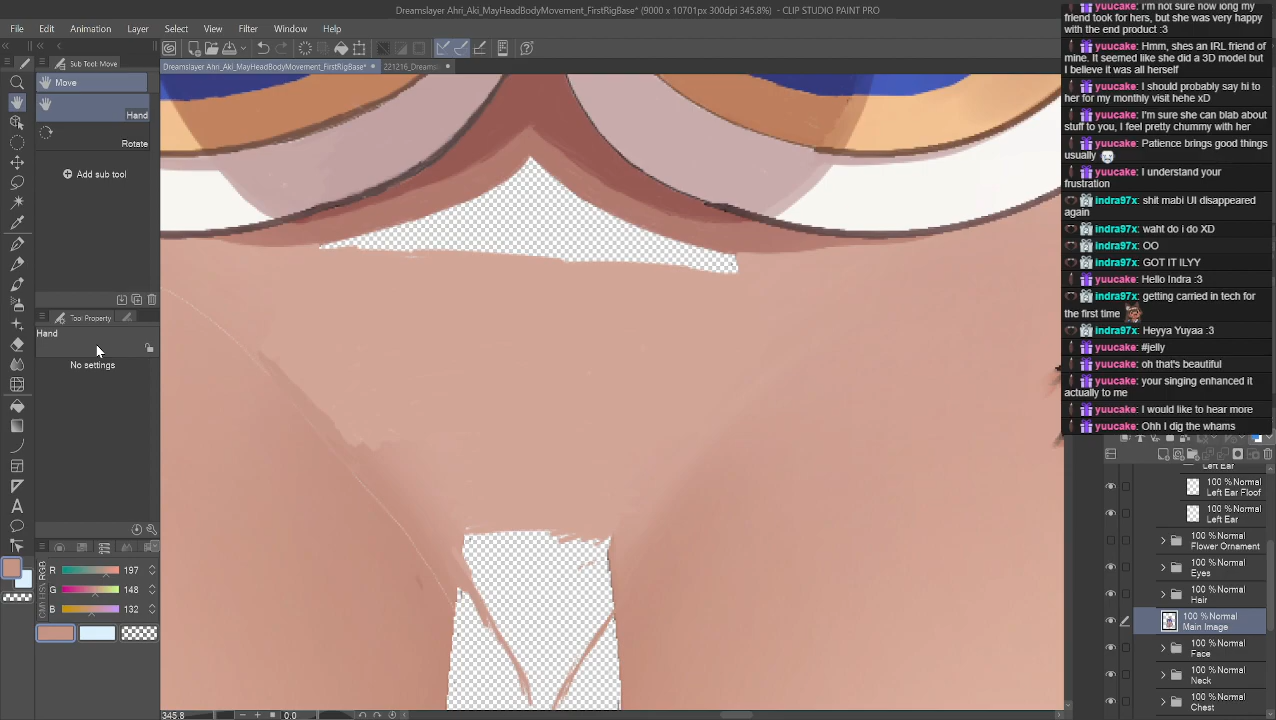 Dreamslayer Ahri_Aki_MayHeadBodyMovement_FirstRigBase* (9000 x 10701px 300dpi 345.8%) - CLIP STUDIO PAINT PRO
File Edit Animation Layer Select View Filter Window Help
Sub Tool Move
Dreamslayer Ahri_Aki_MayHeadBodyMovement_FirstRigBase* 221216_Dreams
Move
Hand
Rotate
Add sub tool
Tool Property
Hand
No settings
RGB
HSV
R 197
G 148
B 132
345.8 0.0
I'm not sure how long my
friend took for hers, but she was very happy
with the end product :3
yuucake: Hmm, shes an IRL friend of
mine. It seemed like she did a 3D model but
I believe it was all herself
yuucake: I should probably say hi to
her for my monthly visit hehe xD
yuucake: I'm sure she can blab about
stuff to you, I feel pretty chummy with her
yuucake: Patience brings good things
usually
yuucake: I understand your
frustration
indra97x: shit mabi UI disappeared
again
indra97x: waht do i do XD
indra97x: OO
indra97x: GOT IT ILYY
yuucake: Hello Indra :3
indra97x: getting carried in tech for
the first time
indra97x: Heyya Yuyaa :3
yuucake: #jelly
yuucake: oh that's beautiful
yuucake: your singing enhanced it
actually to me
yuucake: I would like to hear more
yuucake: Ohh I dig the whams
Left Ear
100 % Normal
Left Ear Floof
100 % Normal
Left Ear
100 % Normal
Flower Ornament
100 % Normal
Eyes
100 % Normal
Hair
100 % Normal
Main Image
100 % Normal
Face
100 % Normal
Neck
100 % Normal
Chest